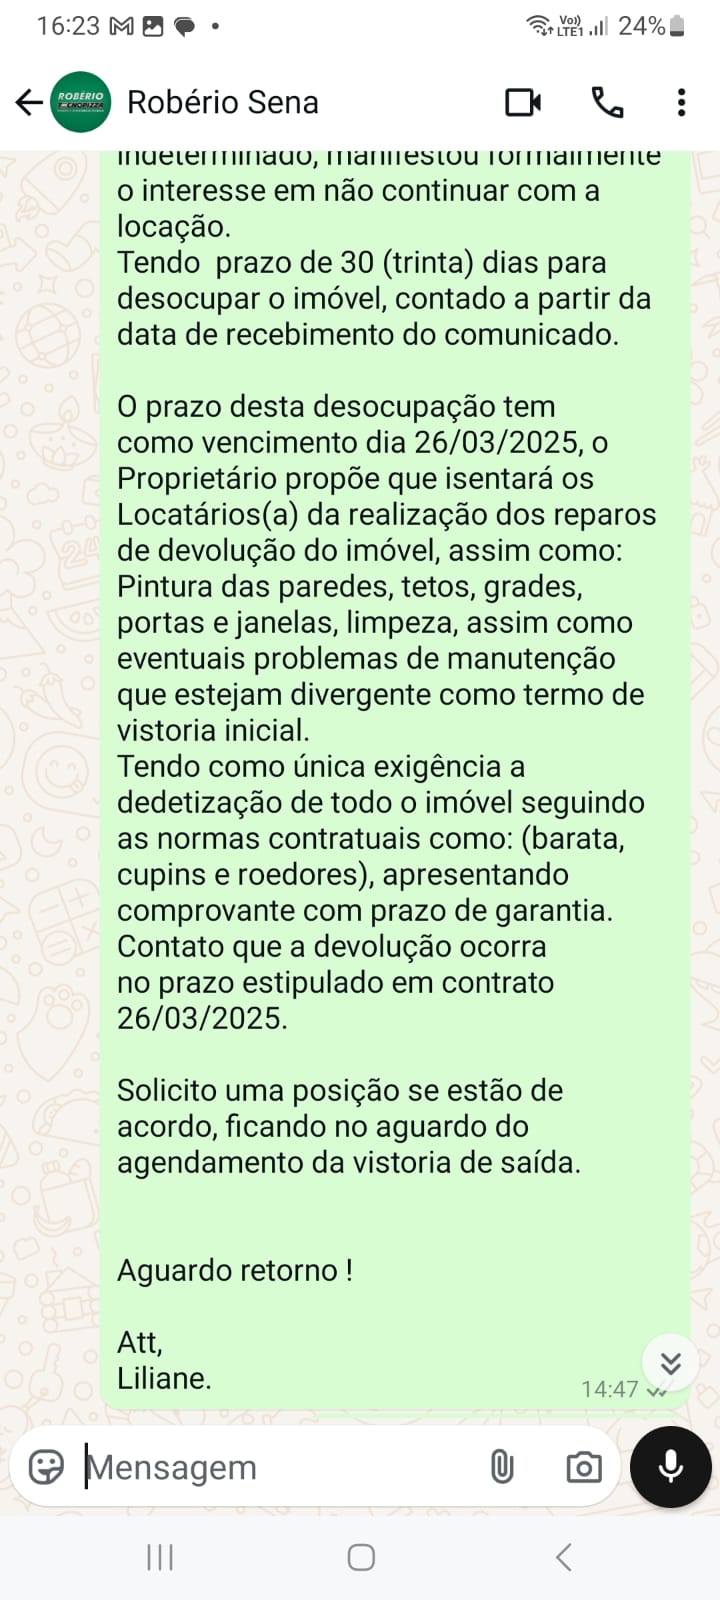 16:23
Vo))
LTE1
24%
ROBÉRIO
Robério Sena
indeterminado, manifestou formalmente
o interesse em não continuar com a
locação.
Tendo  prazo de 30 (trinta) dias para
desocupar o imóvel, contado a partir da
data de recebimento do comunicado.
O prazo desta desocupação tem
como vencimento dia 26/03/2025, o
Proprietário propõe que isentará os
Locatários(a) da realização dos reparos
de devolução do imóvel, assim como:
Pintura das paredes, tetos, grades,
portas e janelas, limpeza, assim como
eventuais problemas de manutenção
que estejam divergente como termo de
vistoria inicial.
Tendo como única exigência a
dedetização de todo o imóvel seguindo
as normas contratuais como: (barata,
cupins e roedores), apresentando
comprovante com prazo de garantia.
Contato que a devolução ocorra
no prazo estipulado em contrato
26/03/2025.
Solicito uma posição se estão de
acordo, ficando no aguardo do
agendamento da vistoria de saída.
Aguardo retorno !
Att,
Liliane.
14:47
Mensagem